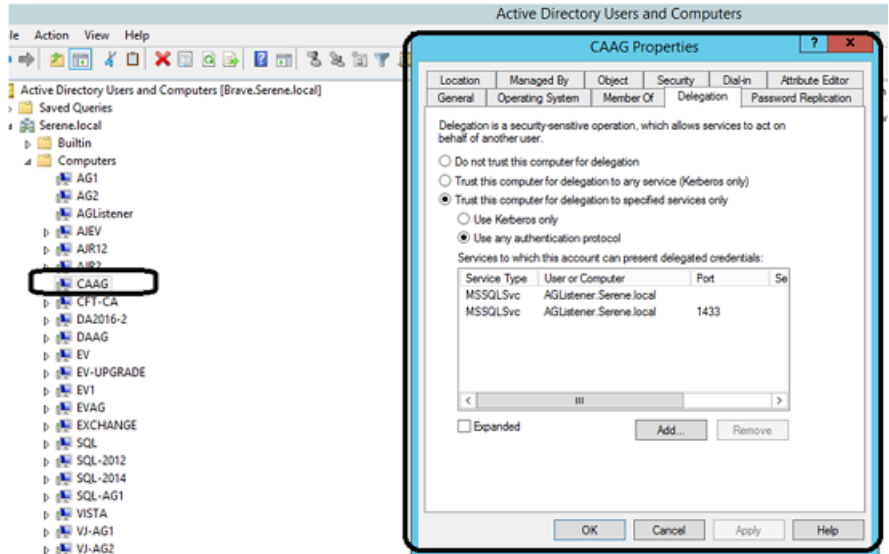 Active Directory Users and Computers
le Action View Help
Active Directory Users and Computers [Brave.Serene.local]
Saved Queries
Serene.local
Builtin
Computers
AG1
AG2
AGListener
AJEV
AJR12
AJR2
CAAG
CFT-CA
DA2016-2
DAAG
EV
EV-UPGRADE
EV1
EVAG
EXCHANGE
SQL
SQL-2012
SQL-2014
SQL-AG1
VISTA
VJ-AG1
VJ-AG2
CAAG Properties
? x
Location Managed By Object Security Dial-in Attribute Editor
General Operating System Member Of Delegation Password Replication
Delegation is a security-sensitive operation, which allows services to act on
behalf of another user.
Do not trust this computer for delegation
Trust this computer for delegation to any service (Kerberos only)
Trust this computer for delegation to specified services only
Use Kerberos only
Use any authentication protocol
Services to which this account can present delegated credentials:
Service Type User or Computer Port Se
MSSQLSvc AGListener.Serene.local
MSSQLSvc AGListener.Serene.local 1433
Expanded Add... Remove
OK Cancel Apply Help